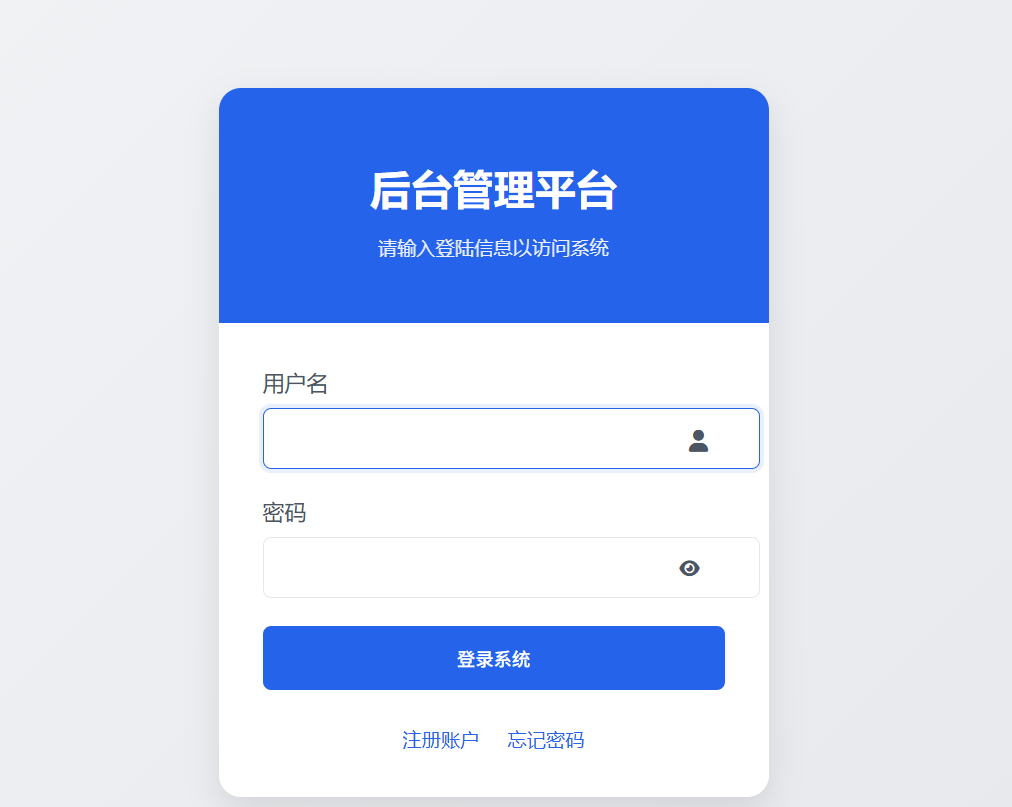 后台管理平台
请输入登陆信息以访问系统
用户名
密码
登录系统
注册账户 忘记密码